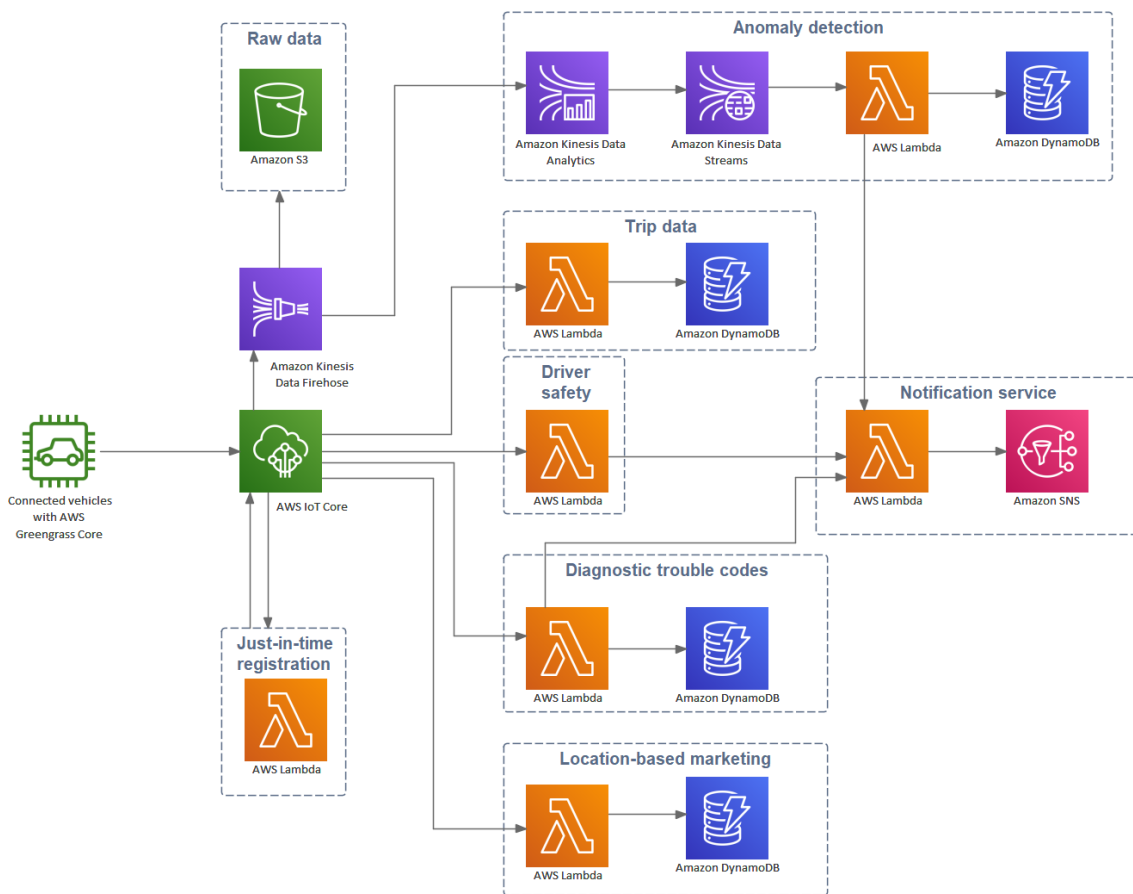 Raw data
Amazon S3
Anomaly detection
Amazon Kinesis Data
Analytics
Amazon Kinesis Data
Streams
AWS Lambda
Amazon DynamoDB
Trip data
AWS Lambda
Amazon DynamoDB
Amazon Kinesis
Data Firehose
Driver
safety
AWS Lambda
Notification service
AWS Lambda
Amazon SNS
Connected vehicles
with AWS
Greengrass Core
AWS IoT Core
Diagnostic trouble codes
AWS Lambda
Amazon DynamoDB
Just-in-time
registration
AWS Lambda
Location-based marketing
AWS Lambda
Amazon DynamoDB